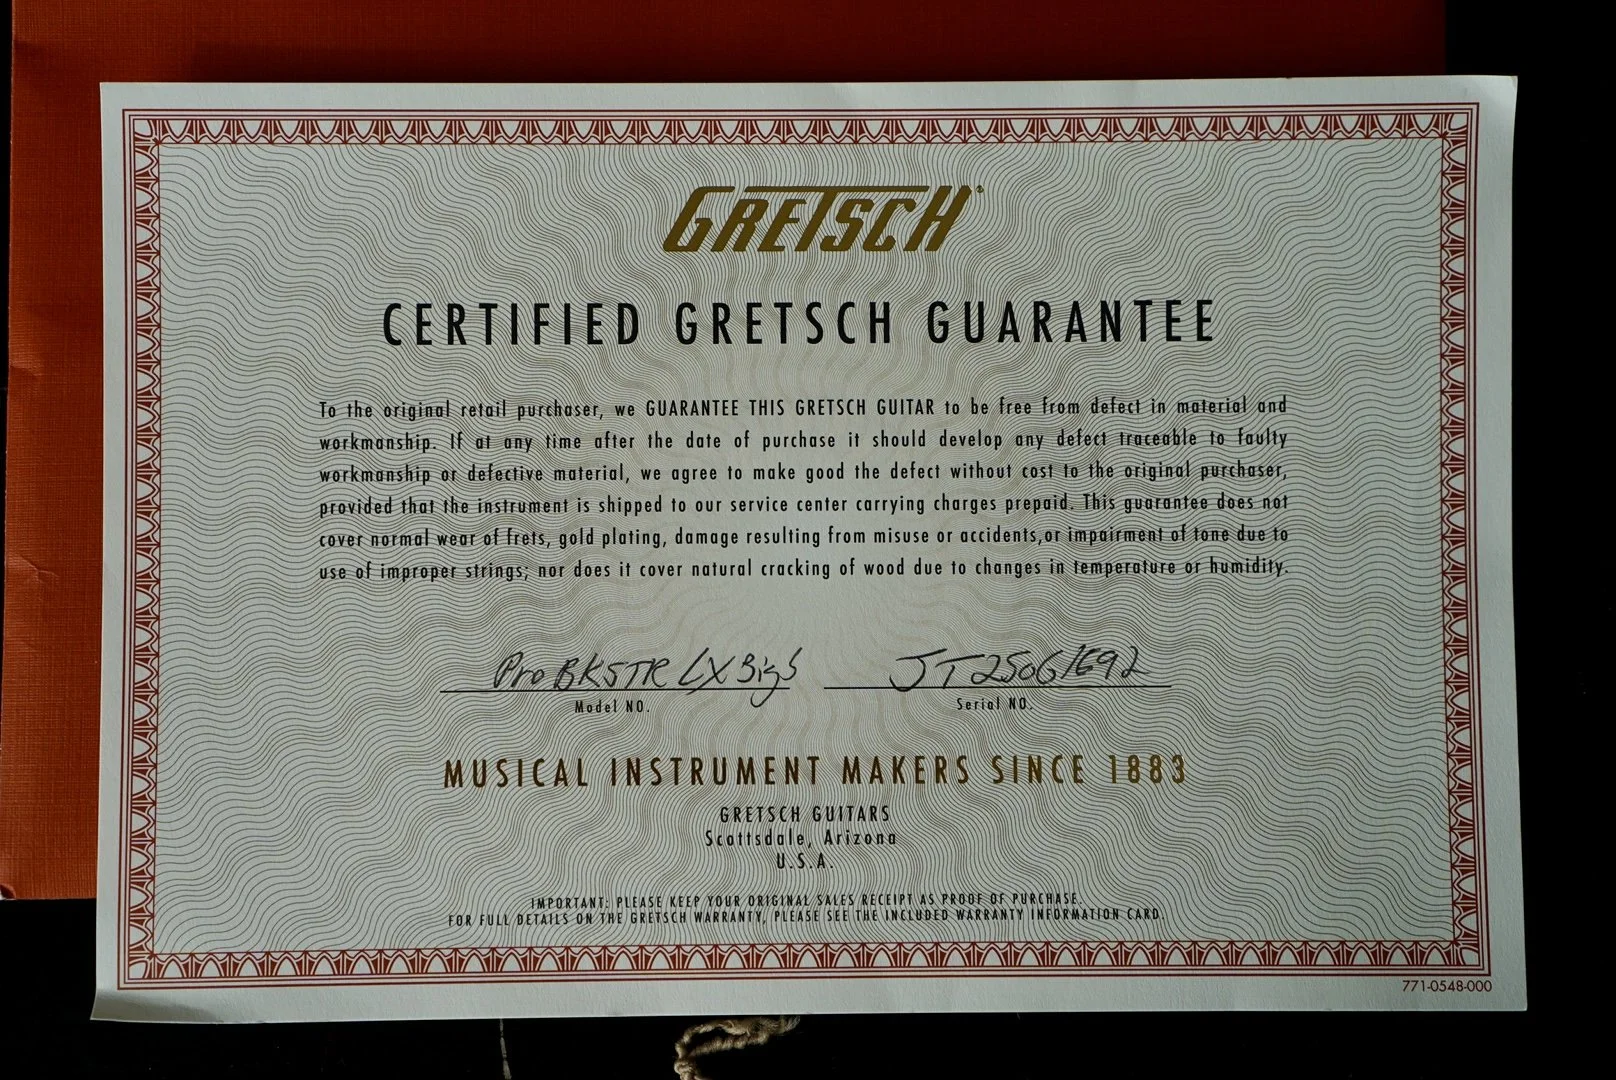 GRETSCH®
CERTIFIED GRETSCH GUARANTEE
To the original retail purchaser, we GUARANTEE THIS GRETSCH GUITAR to be free from defect in material and
workmanship. If at any time after the date of purchase it should develop any defect traceable to faulty
workmanship or defective material, we agree to make good the defect without cost to the original purchaser,
provided that the instrument is shipped to our service center carrying charges prepaid. This guarantee does not
cover normal wear of frets, gold plating, damage resulting from misuse or accidents,or impairment of tone due to
use of improper strings; nor does it cover natural cracking of wood due to changes in temperature or humidity.
Pro BKSTR LX Bigs JT25061692
Model NO. Serial NO.
MUSICAL INSTRUMENT MAKERS SINCE 1883
GRETSCH GUITARS
Scottsdale, Arizona
U.S.A.
IMPORTANT: PLEASE KEEP YOUR ORIGINAL SALES RECEIPT AS PROOF OF PURCHASE.
FOR FULL DETAILS ON THE GRETSCH WARRANTY, PLEASE SEE THE INCLUDED WARRANTY INFORMATION CARD.
771-0548-000